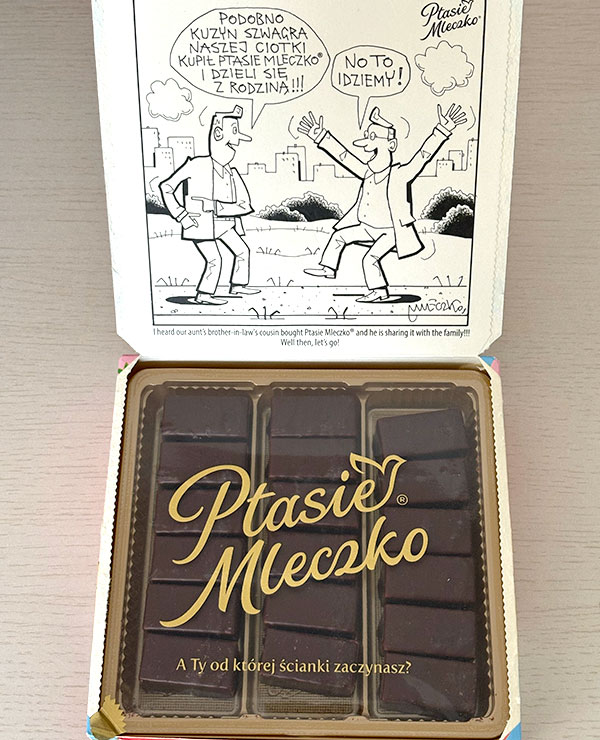 PODOBNO
KUZYN SZWAGRA
NASZEJ CIOTKI
KUPIŁ PTASIE MLECZKO®
I DZIELI SIĘ
Z RODZINĄ!!!
NO TO
IDZIEMY!
Ptasie
Mleczko®
I heard our aunt's brother-in-law's cousin bought Ptasie Mleczko® and he is sharing it with the family!!!
Well then, let's go!
Ptasie®
Mleczko
A Ty od której ścianki zaczynasz?